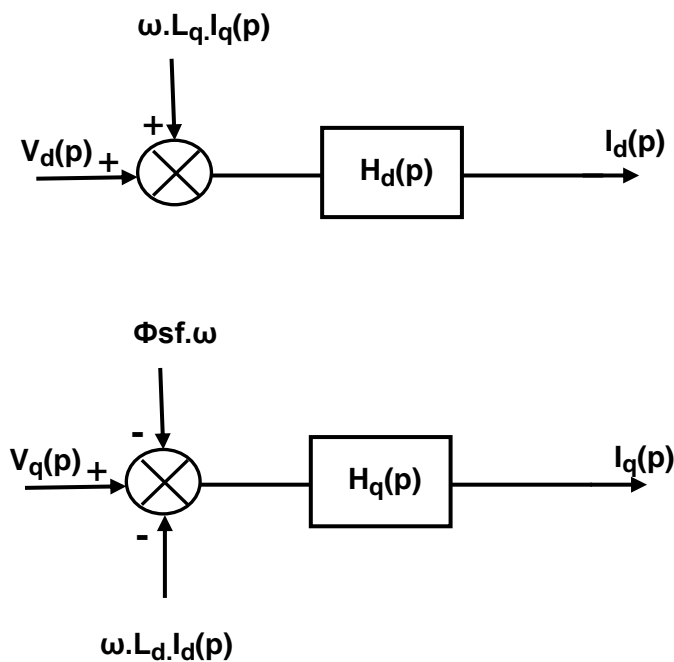 ω.Lq.Iq(p)
+
Vd(p) +
Hd(p)
Id(p)
Φsf.ω
-
Vq(p) +
Hq(p)
Iq(p)
-
ω.Ld.Id(p)